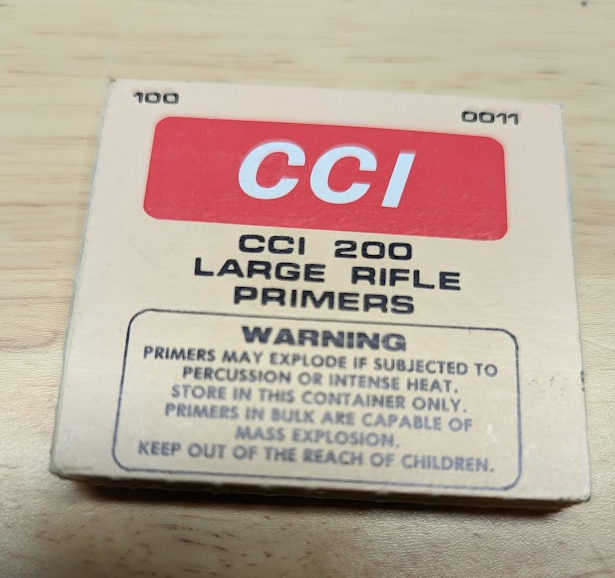 100
0011
CCI
CCI 200
LARGE RIFLE
PRIMERS
WARNING
PRIMERS MAY EXPLODE IF SUBJECTED TO
PERCUSSION OR INTENSE HEAT.
STORE IN THIS CONTAINER ONLY.
PRIMERS IN BULK ARE CAPABLE OF
MASS EXPLOSION.
KEEP OUT OF THE REACH OF CHILDREN.